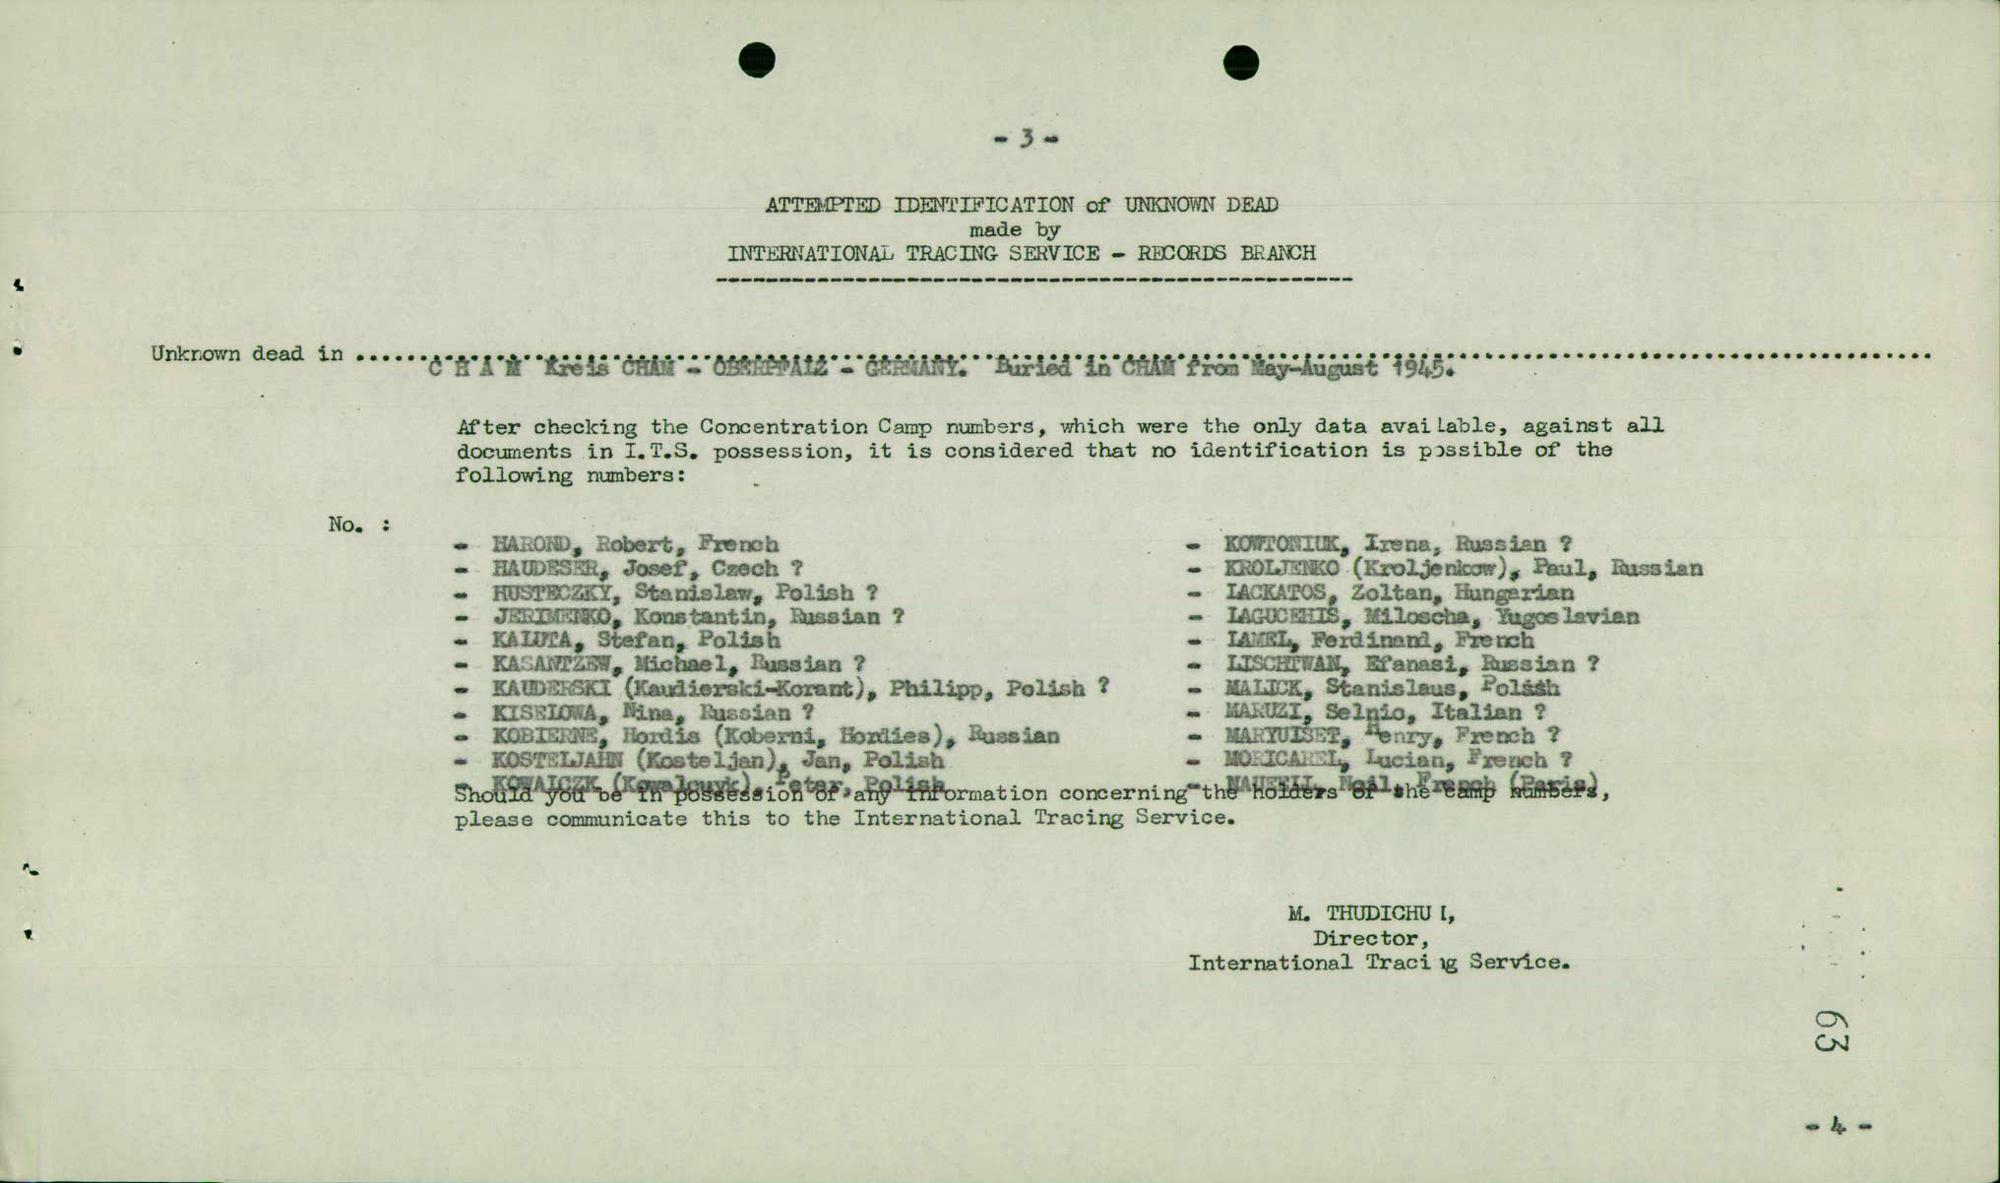 - 3 -
ATTEMPTED IDENTIFICATION of UNKNOWN DEAD
made by
INTERNATIONAL TRACING SERVICE - RECORDS BRANCH
Unknown dead in
C H A M Kreis CHAM - OBERPFALZ - GERMANY. Buried in CHAM from May-August 1945.
After checking the Concentration Camp numbers, which were the only data available, against all
documents in I.T.S. possession, it is considered that no identification is possible of the
following numbers:
No. :
- HAROND, Robert, French
- HAUDESER, Josef, Czech ?
- HUSTECZKY, Stanislaw, Polish ?
- JERIMENKO, Konstantin, Russian ?
- KALUTA, Stefan, Polish
- KASANTZEW, Michael, Russian ?
- KAUDERSKI (Kaudierski-Korant), Philipp, Polish ?
- KISELOWA, Nina, Russian ?
- KOBIERNE, Hordis (Koberni, Hordies), Russian
- KOSTELJAHN (Kosteljan), Jan, Polish
- KOWALCZK (Kowalcuyk), Peter, Polish
- KOWTONIUK, Irena, Russian ?
- KROLJENKO (Kroljenkow), Paul, Russian
- LACKATOS, Zoltan, Hungarian
- LAGUCEHIS, Miloscha, Yugoslavian
- LAMEL, Ferdinand, French
- LISCHTWAN, Efanasi, Russian ?
- MALICK, Stanislaus, Polish
- MARUZI, Selnio, Italian ?
- MARYUISET, Henry, French ?
- MORICAREL, Lucian, French ?
- Neil, French (Paris)
Should you be in possession of any information concerning the holders of the camp numbers,
please communicate this to the International Tracing Service.
M. THUDICHUM,
Director,
International Tracing Service.
63
- 4 -